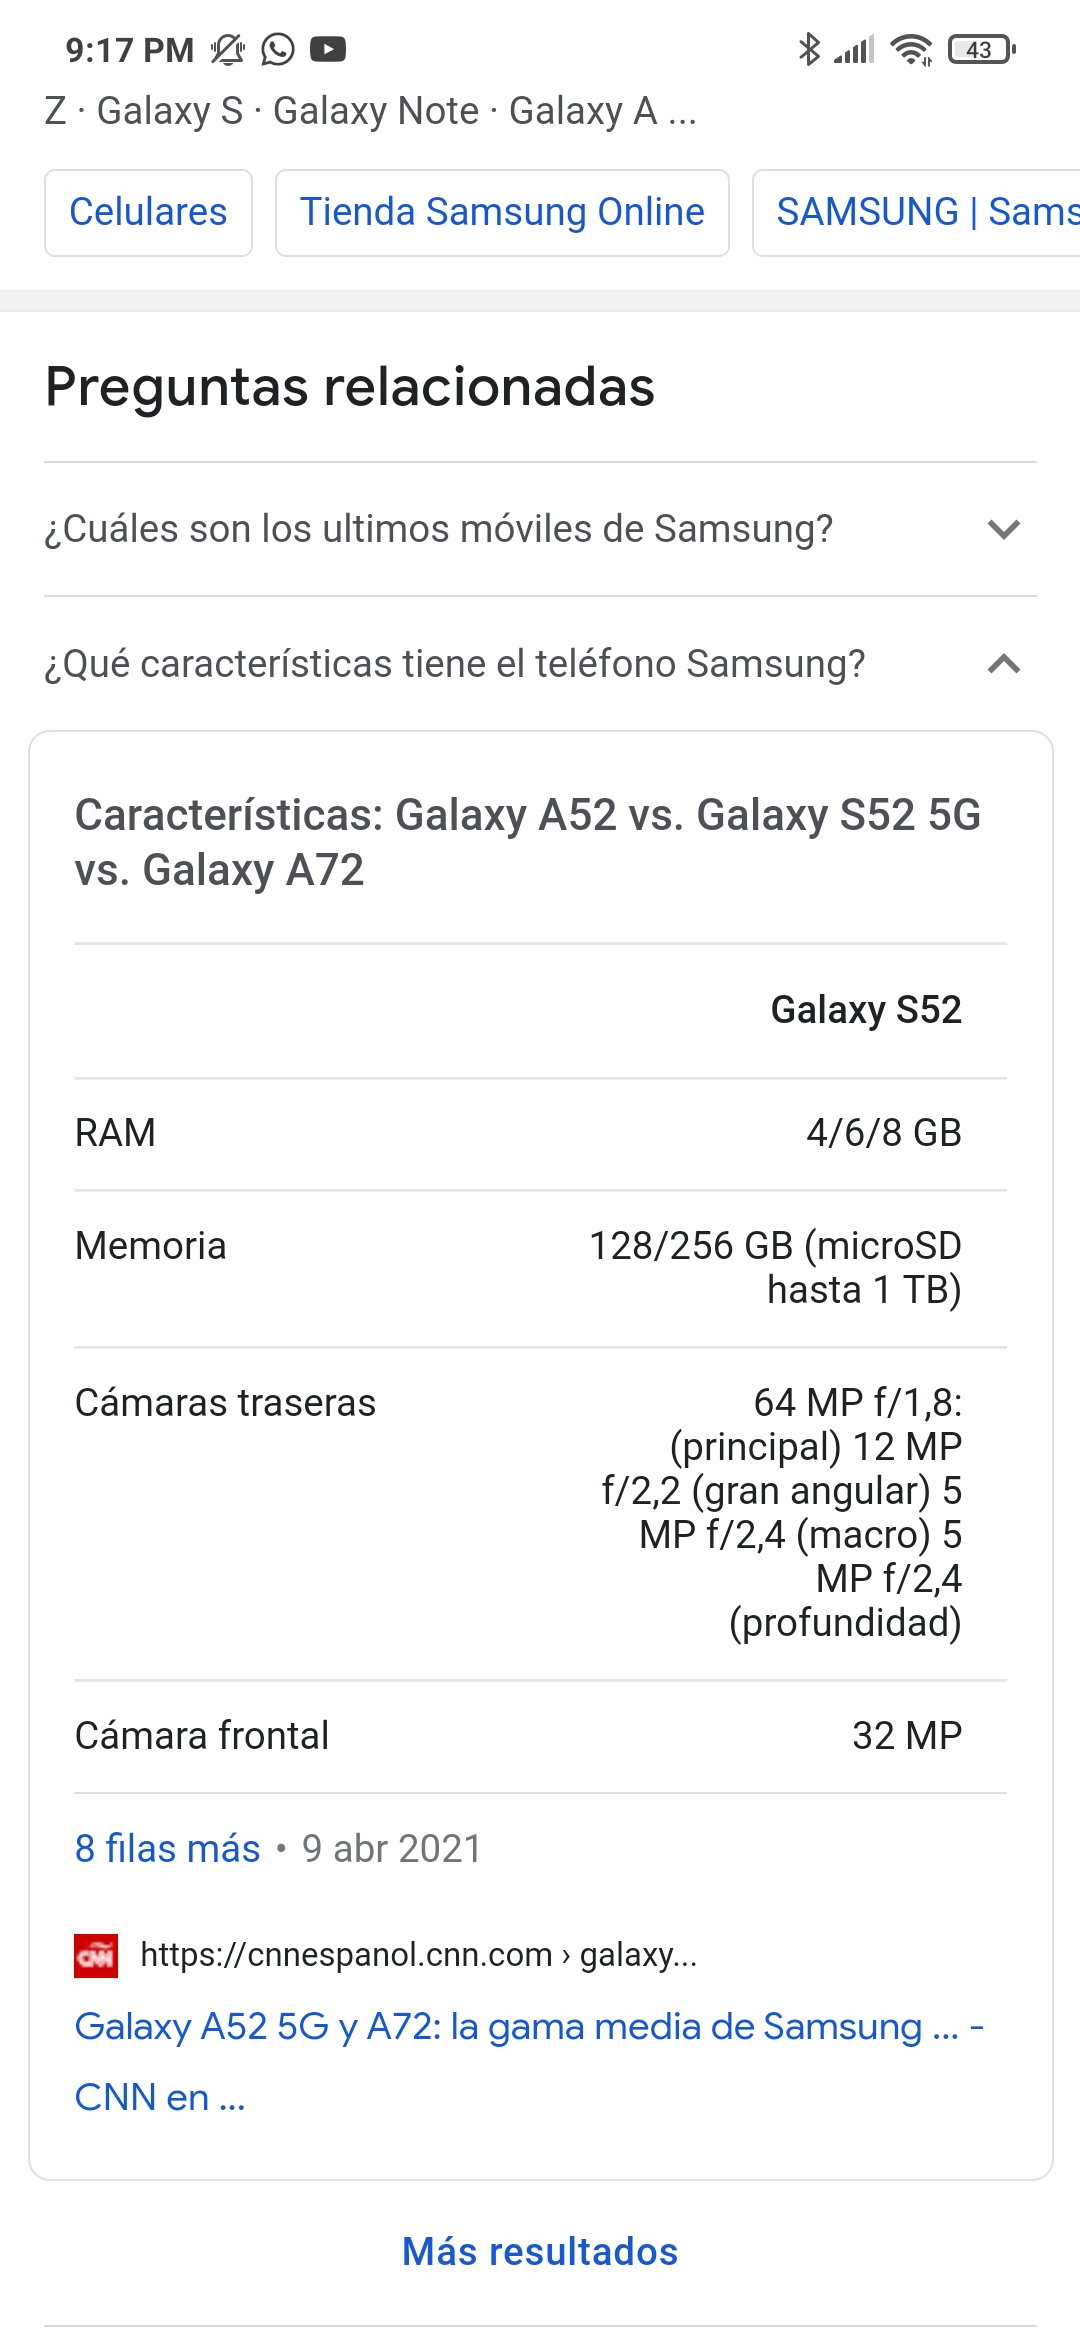 9:17 PM
43
Z · Galaxy S · Galaxy Note · Galaxy A ...
Celulares
Tienda Samsung Online
SAMSUNG | Sams
Preguntas relacionadas
¿Cuáles son los ultimos móviles de Samsung?
¿Qué características tiene el teléfono Samsung?
Características: Galaxy A52 vs. Galaxy S52 5G
vs. Galaxy A72
Galaxy S52
RAM
4/6/8 GB
Memoria
128/256 GB (microSD
hasta 1 TB)
Cámaras traseras
64 MP f/1,8:
(principal) 12 MP
f/2,2 (gran angular) 5
MP f/2,4 (macro) 5
MP f/2,4
(profundidad)
Cámara frontal
32 MP
8 filas más • 9 abr 2021
CNN
https://cnnespanol.cnn.com › galaxy...
Galaxy A52 5G y A72: la gama media de Samsung ... -
CNN en ...
Más resultados